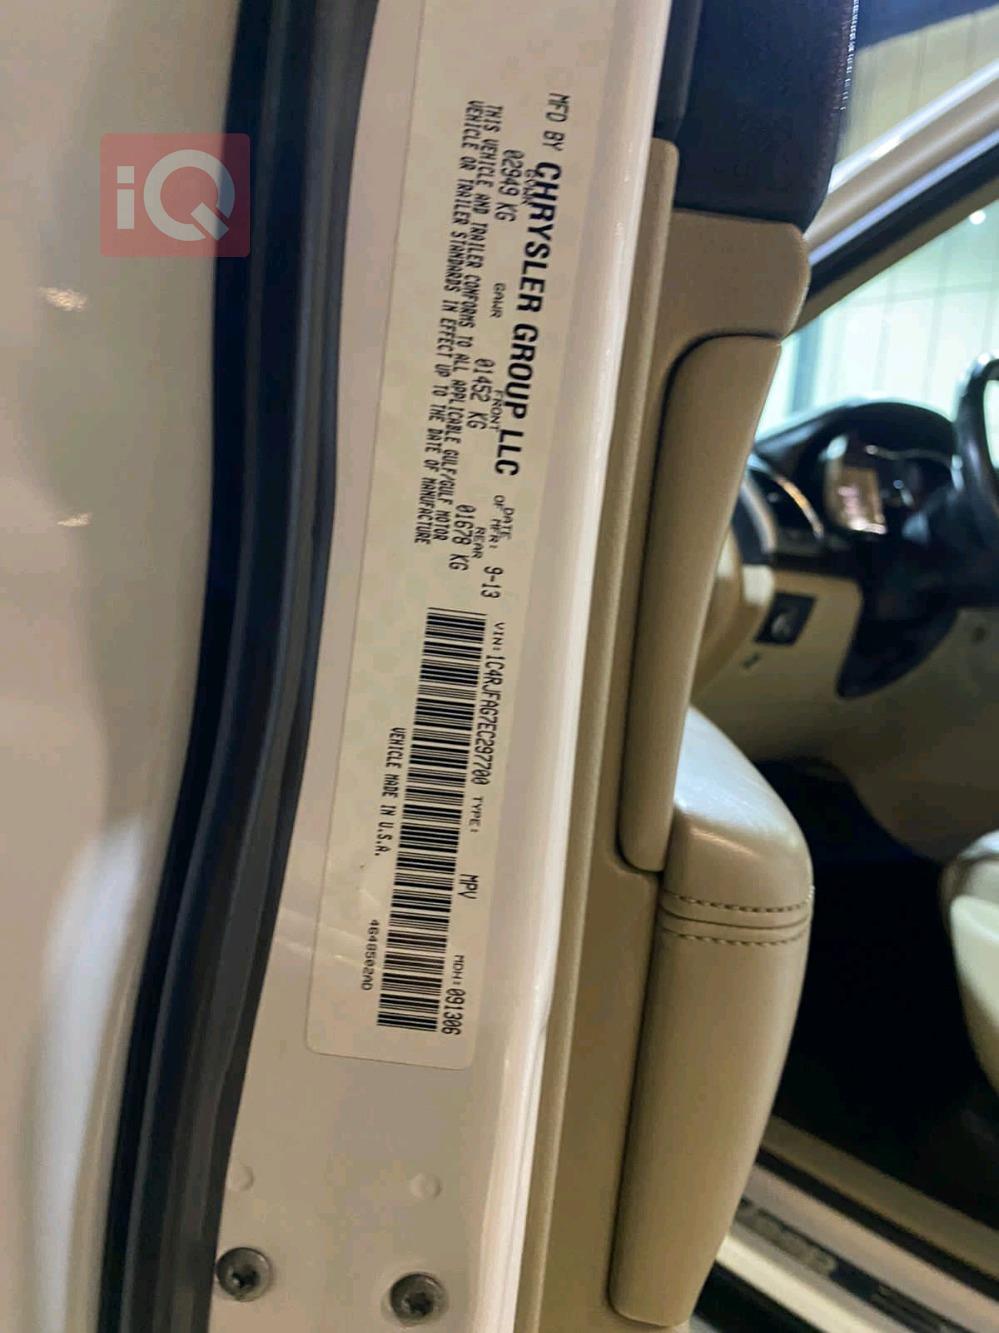 iQ
MFD BY CHRYSLER GROUP LLC DATE OF MFR: 9-13 VIN: 1C4RJFAG7EC297700 TYPE: MPV MDH: 091306
GVWR 02949 KG GAWR FRONT 01452 KG REAR 01678 KG
THIS VEHICLE AND TRAILER CONFORMS TO ALL APPLICABLE GULF/GULF MOTOR
VEHICLE OR TRAILER STANDARDS IN EFFECT UP TO THE DATE OF MANUFACTURE
VEHICLE MADE IN U.S.A.
4648502AD